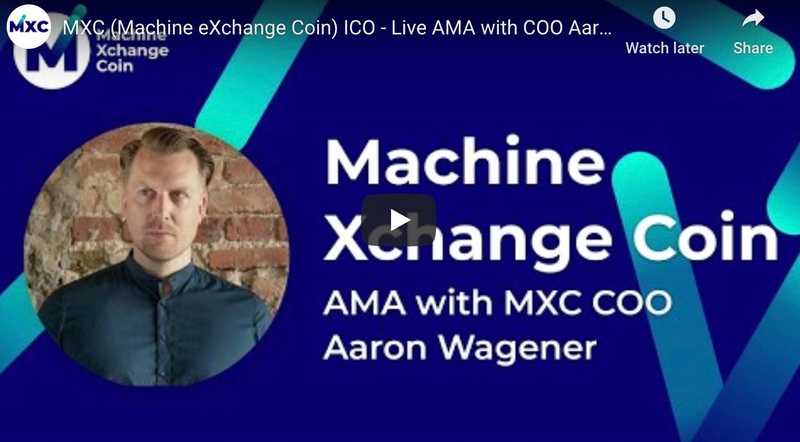 MXC
MXC (Machine eXchange Coin) ICO - Live AMA with COO Aar...
Watch later
Share
M
Machine
Xchange
Coin
Machine
Xchange Coin
AMA with MXC COO
Aaron Wagener